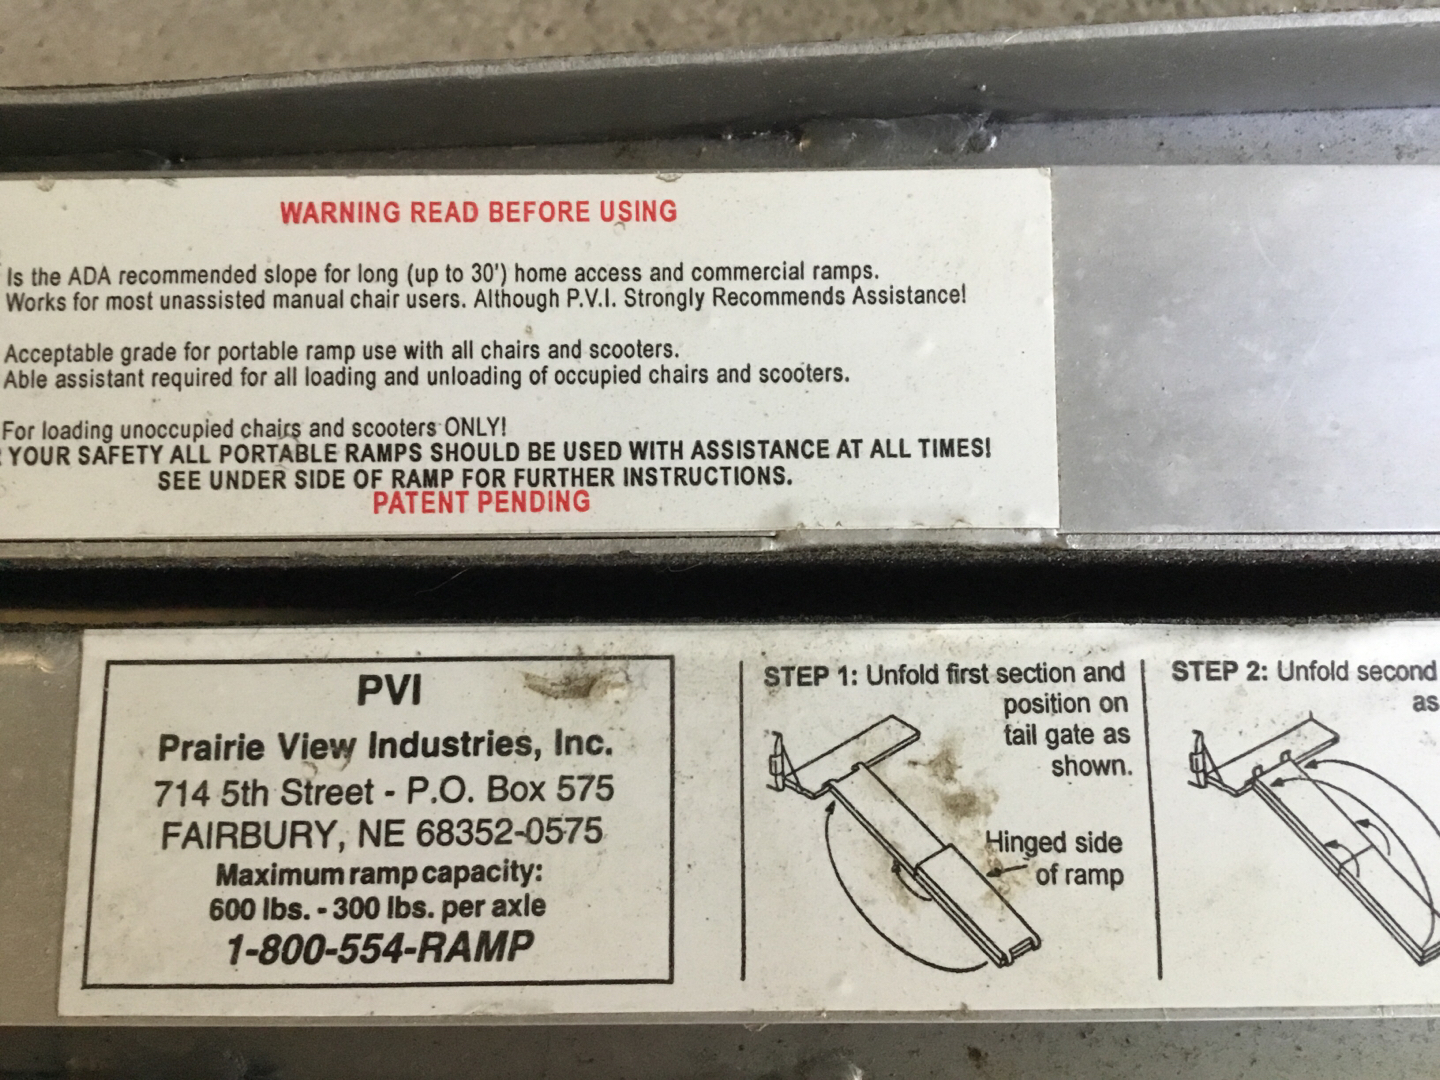 WARNING READ BEFORE USING
Is the ADA recommended slope for long (up to 30') home access and commercial ramps.
Works for most unassisted manual chair users. Although P.V.I. Strongly Recommends Assistance!
Acceptable grade for portable ramp use with all chairs and scooters.
Able assistant required for all loading and unloading of occupied chairs and scooters.
For loading unoccupied chairs and scooters ONLY!
YOUR SAFETY ALL PORTABLE RAMPS SHOULD BE USED WITH ASSISTANCE AT ALL TIMES!
SEE UNDER SIDE OF RAMP FOR FURTHER INSTRUCTIONS.
PATENT PENDING
PVI
Prairie View Industries, Inc.
714 5th Street - P.O. Box 575
FAIRBURY, NE 68352-0575
Maximum ramp capacity:
600 lbs. - 300 lbs. per axle
1-800-554-RAMP
STEP 1: Unfold first section and
position on
tail gate as
shown.
Hinged side
of ramp
STEP 2: Unfold second
as